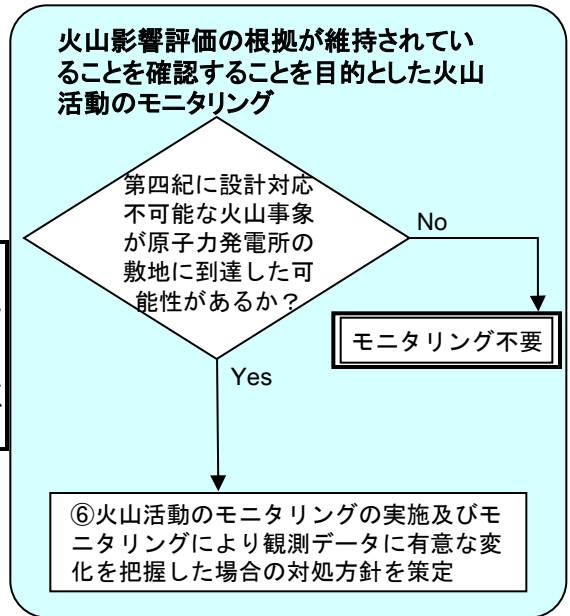 火山影響評価の根拠が維持されてい
ることを確認することを目的とした火山
活動のモニタリング
第四紀に設計対応
不可能な火山事象
が原子力発電所の
敷地に到達した可
能性があるか？
No
モニタリング不要
Yes
⑥火山活動のモニタリングの実施及びモ
ニタリングにより観測データに有意な変
化を把握した場合の対処方針を策定